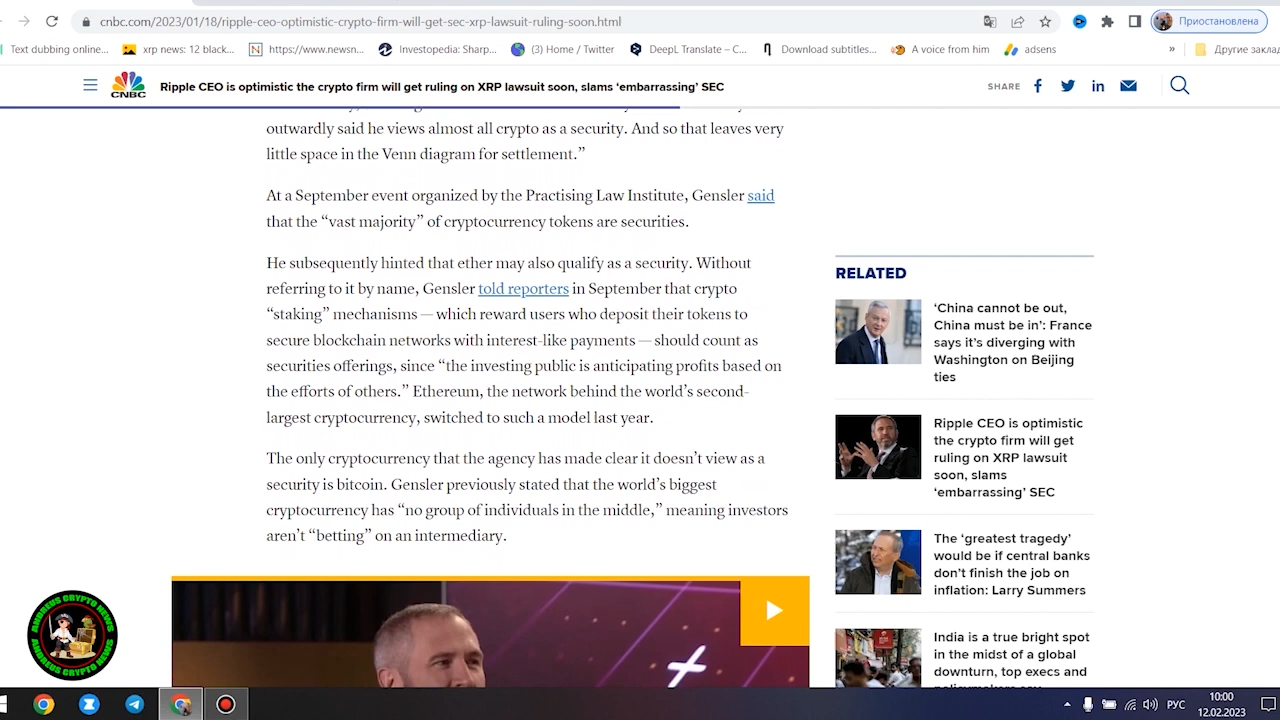 cnbc.com/2023/01/18/ripple-ceo-optimistic-crypto-firm-will-get-sec-xrp-lawsuit-ruling-soon.html
Приостановлена
Text dubbing online...
xrp news: 12 black...
https://www.newsn...
Investopedia: Sharp...
(3) Home / Twitter
DeepL Translate – C...
Download subtitles...
A voice from him
adsens
»
Другие заклад
CNBC
Ripple CEO is optimistic the crypto firm will get ruling on XRP lawsuit soon, slams ‘embarrassing’ SEC
SHARE
outwardly said he views almost all crypto as a security. And so that leaves very
little space in the Venn diagram for settlement.”
At a September event organized by the Practising Law Institute, Gensler said
that the “vast majority” of cryptocurrency tokens are securities.
He subsequently hinted that ether may also qualify as a security. Without
referring to it by name, Gensler told reporters in September that crypto
“staking” mechanisms — which reward users who deposit their tokens to
secure blockchain networks with interest-like payments — should count as
securities offerings, since “the investing public is anticipating profits based on
the efforts of others.” Ethereum, the network behind the world’s second-
largest cryptocurrency, switched to such a model last year.
The only cryptocurrency that the agency has made clear it doesn’t view as a
security is bitcoin. Gensler previously stated that the world’s biggest
cryptocurrency has “no group of individuals in the middle,” meaning investors
aren’t “betting” on an intermediary.
RELATED
‘China cannot be out,
China must be in’: France
says it’s diverging with
Washington on Beijing
ties
Ripple CEO is optimistic
the crypto firm will get
ruling on XRP lawsuit
soon, slams
‘embarrassing’ SEC
The ‘greatest tragedy’
would be if central banks
don’t finish the job on
inflation: Larry Summers
India is a true bright spot
in the midst of a global
downturn, top execs and
ANDREUS CRYPTO NEWS
ANDREUS CRYPTO NEWS
РУС
10:00
12.02.2023